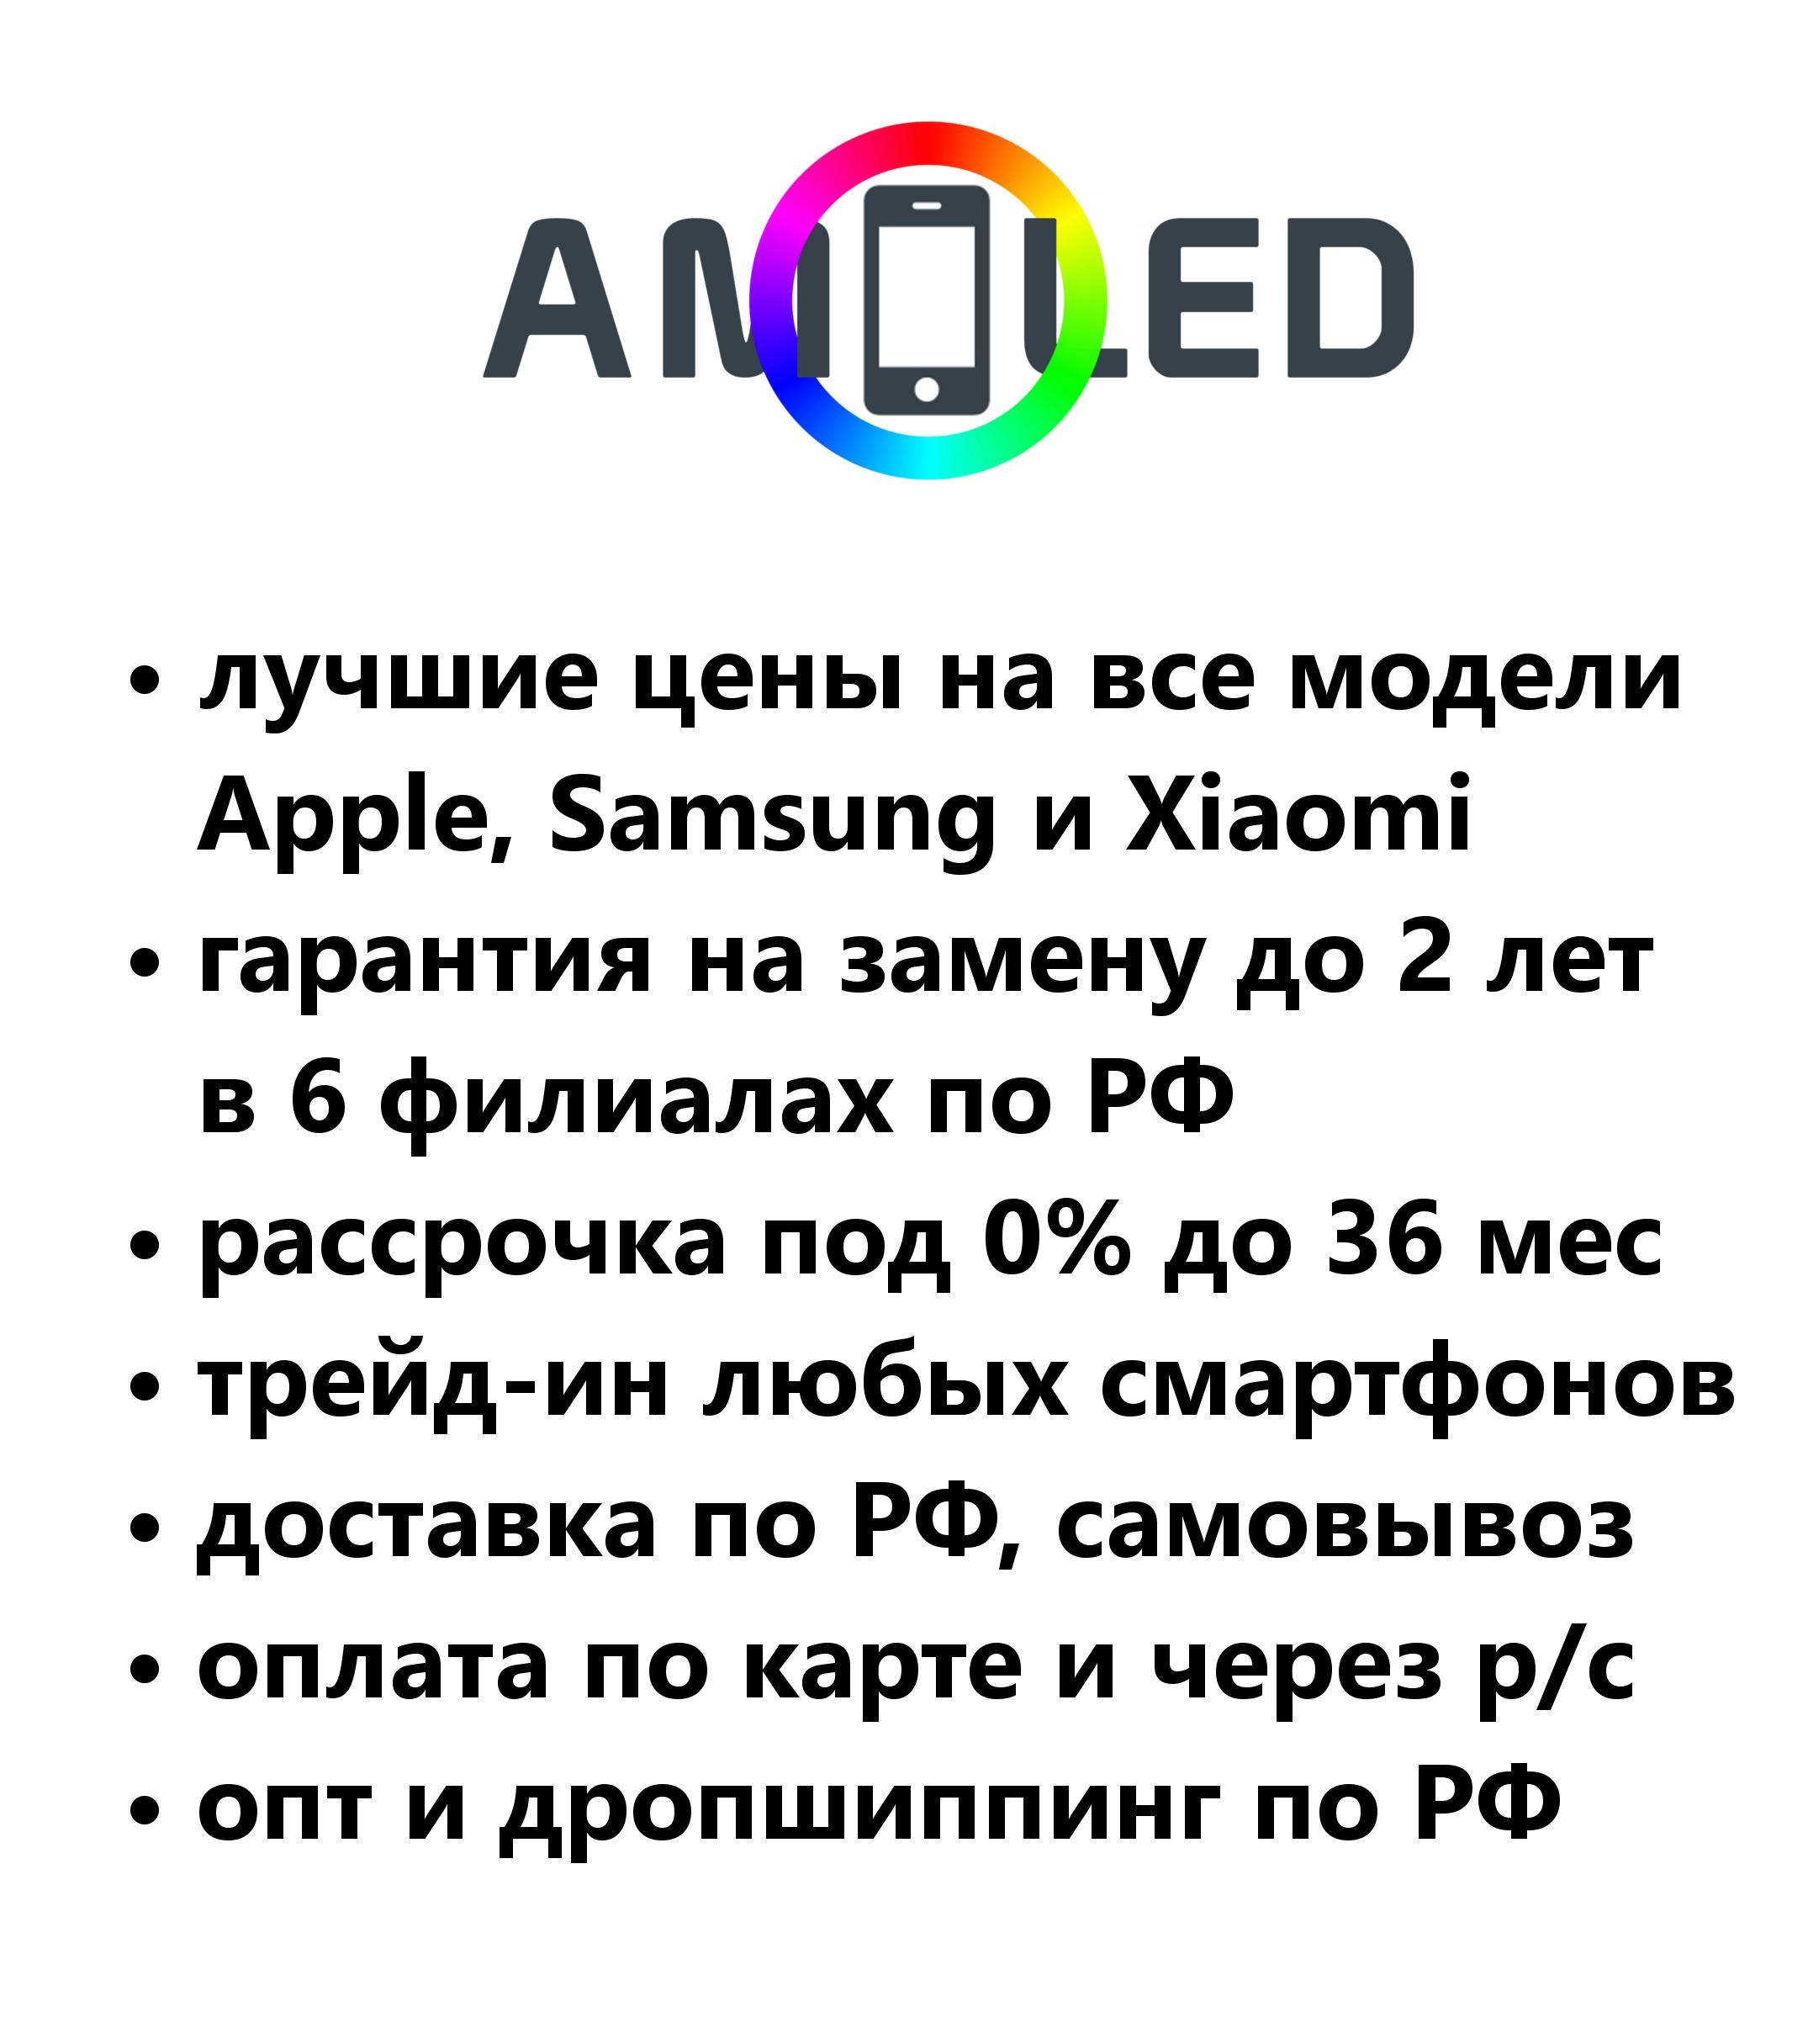 AMOLED
• лучшие цены на все модели
Apple, Samsung и Xiaomi
• гарантия на замену до 2 лет
в 6 филиалах по РФ
• рассрочка под 0% до 36 мес
• трейд-ин любых смартфонов
• доставка по РФ, самовывоз
• оплата по карте и через р/с
• опт и дропшиппинг по РФ